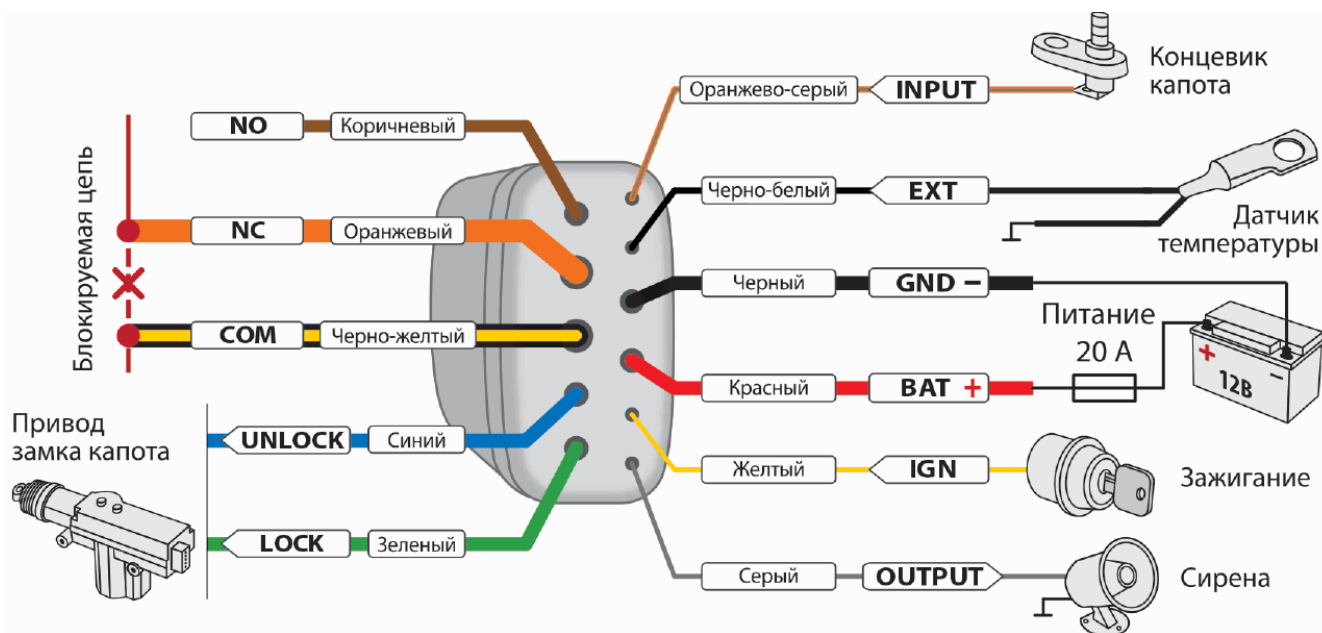 Блокируемая цепь
NO
Коричневый
NC
Оранжевый
COM
Черно-желтый
Привод
замка капота
UNLOCK
Синий
LOCK
Зеленый
Оранжево-серый
INPUT
Концевик
капота
Черно-белый
EXT
Датчик
температуры
Черный
GND −
Питание
20 А
Красный
BAT +
+ −
12В
Желтый
IGN
Зажигание
Серый
OUTPUT
Сирена